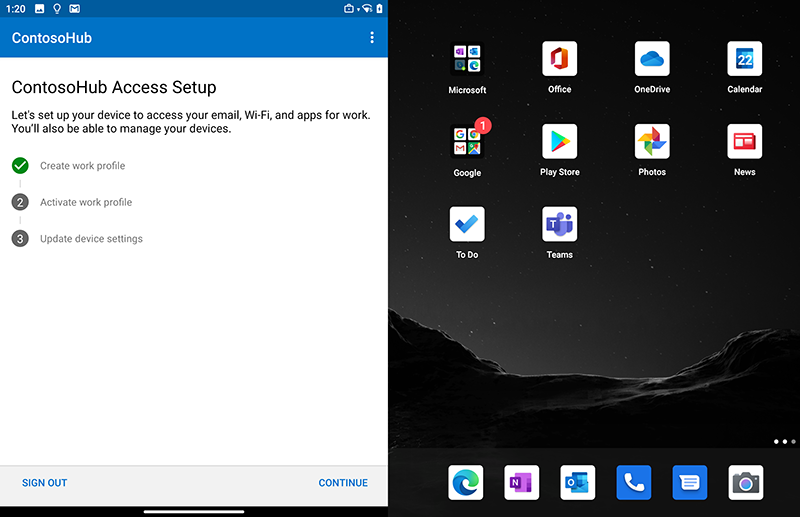 1:20
ContosoHub
ContosoHub Access Setup
Let's set up your device to access your email, Wi-Fi, and apps for work.
You'll also be able to manage your devices.
Create work profile
2 Activate work profile
3 Update device settings
SIGN OUT
CONTINUE
22
Microsoft
Office
OneDrive
Calendar
1
Google
Play Store
Photos
News
To Do
Teams